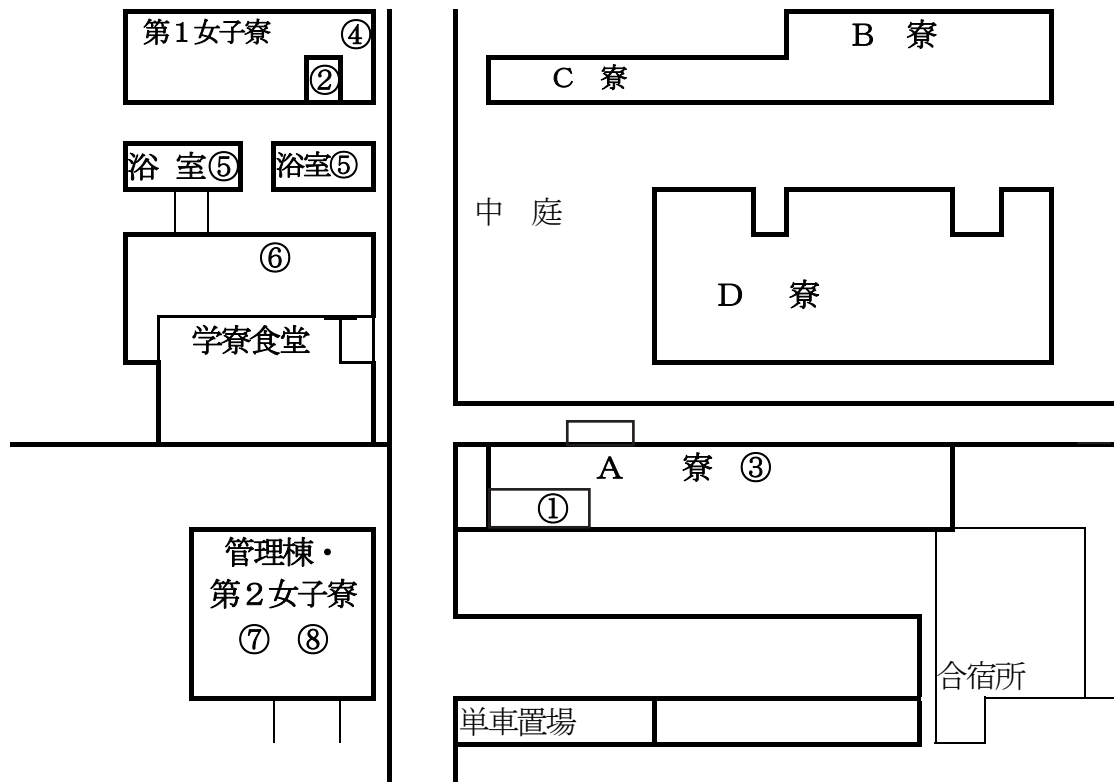 第１女子寮 ④
②
Ｂ 寮
Ｃ 寮
浴 室⑤
浴室⑤
中 庭
⑥
学寮食堂
Ｄ 寮
Ａ 寮 ③
①
管理棟・
第２女子寮
⑦ ⑧
合宿所
単車置場